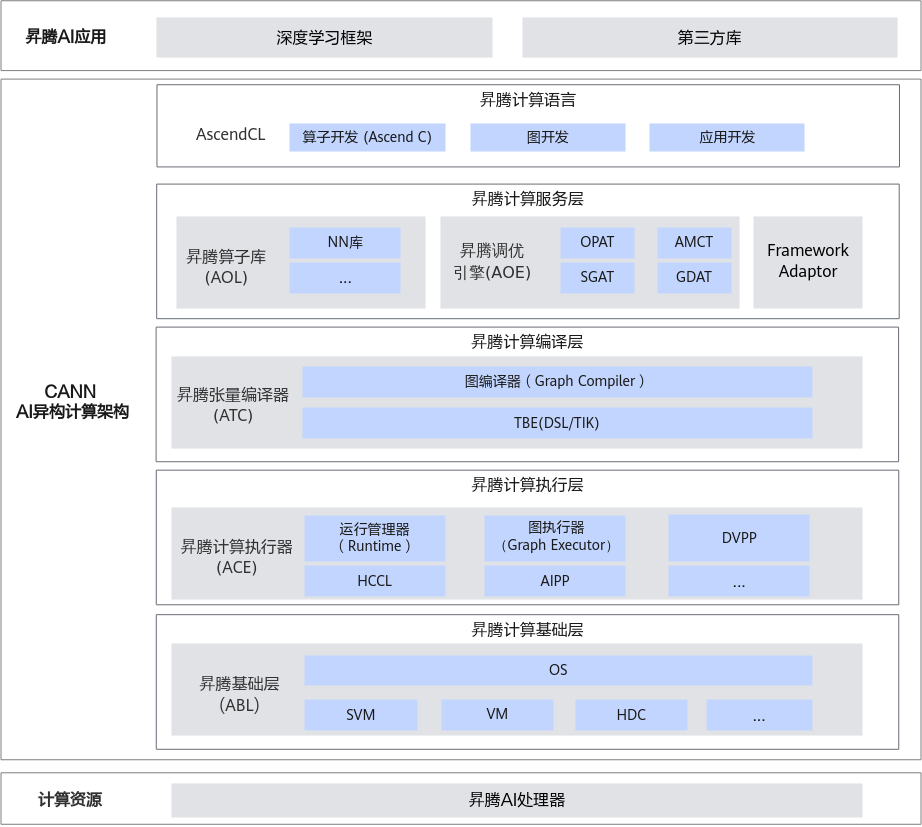 昇腾AI应用
深度学习框架
第三方库
昇腾计算语言
AscendCL
算子开发 (Ascend C)
图开发
应用开发
昇腾计算服务层
昇腾算子库
(AOL)
NN库
...
昇腾调优
引擎(AOE)
OPAT
AMCT
SGAT
GDAT
Framework
Adaptor
CANN
AI异构计算架构
昇腾计算编译层
昇腾张量编译器
(ATC)
图编译器（Graph Compiler）
TBE(DSL/TIK)
昇腾计算执行层
昇腾计算执行器
(ACE)
运行管理器
（Runtime）
图执行器
（Graph Executor）
DVPP
HCCL
AIPP
...
昇腾计算基础层
昇腾基础层
(ABL)
OS
SVM
VM
HDC
...
计算资源
昇腾AI处理器